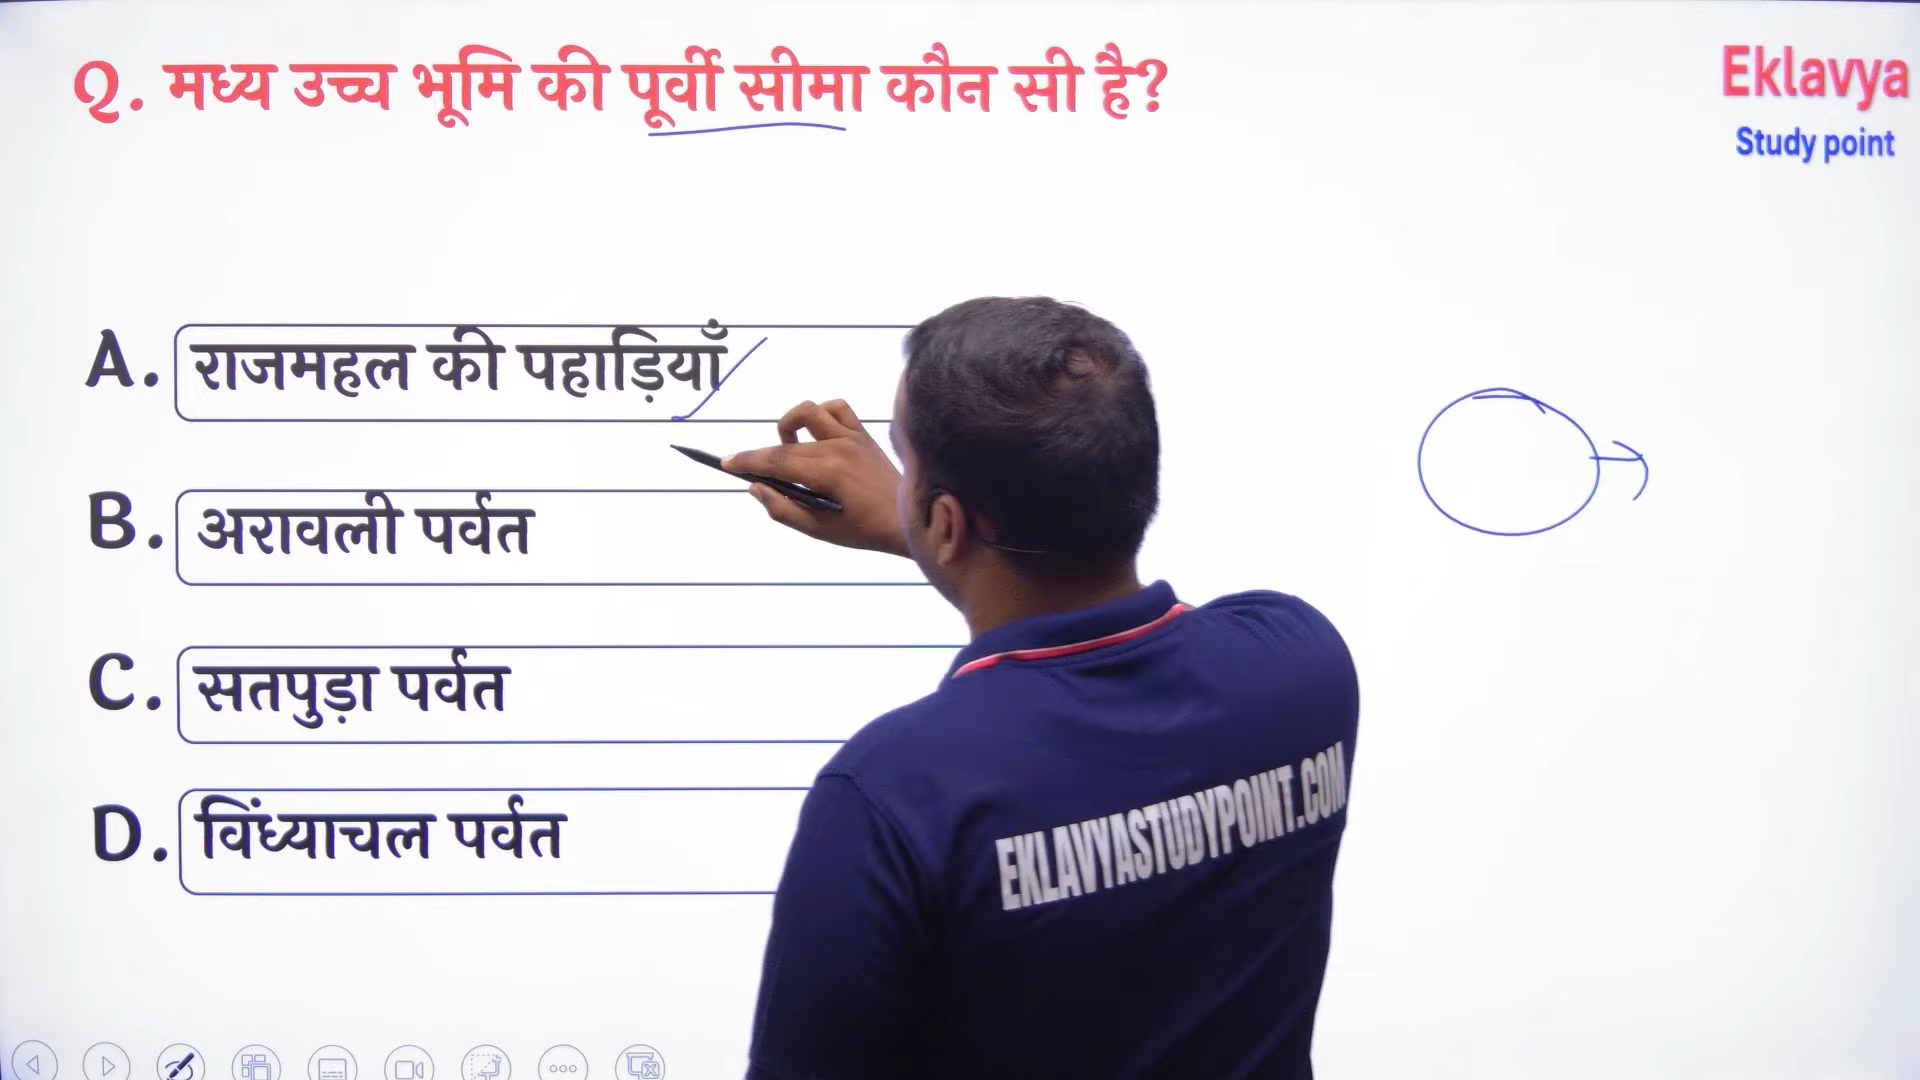 Q. मध्य उच्च भूमि की पूर्वी सीमा कौन सी है?
Eklavya
Study point
A. राजमहल की पहाड़ियाँ
B. अरावली पर्वत
C. सतपुड़ा पर्वत
D. विंध्याचल पर्वत
EKLAVYASTUDYPOINT.COM